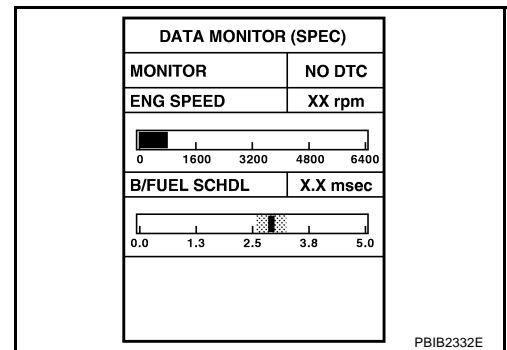 DATA MONITOR (SPEC)
MONITOR NO DTC
ENG SPEED XX rpm
0 1600 3200 4800 6400
B/FUEL SCHDL X.X msec
0.0 1.3 2.5 3.8 5.0
PBIB2332E